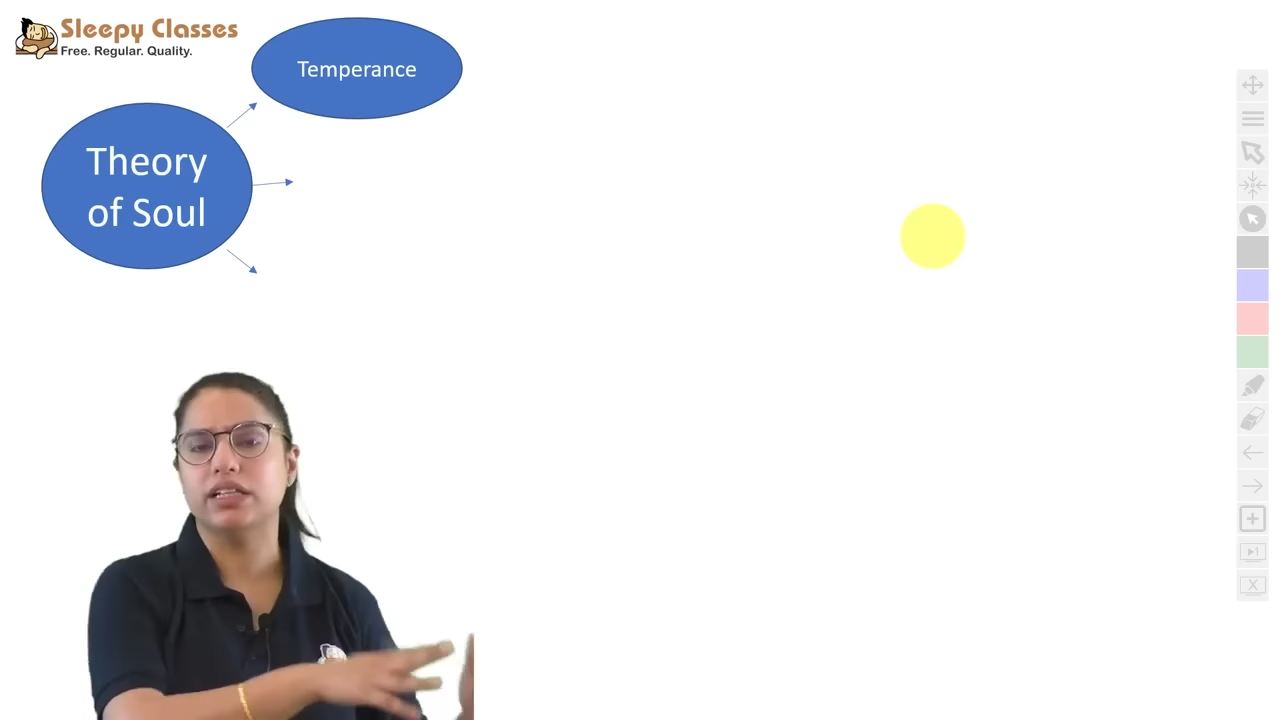 Sleepy Classes
Free. Regular. Quality.
Temperance
Theory
of Soul